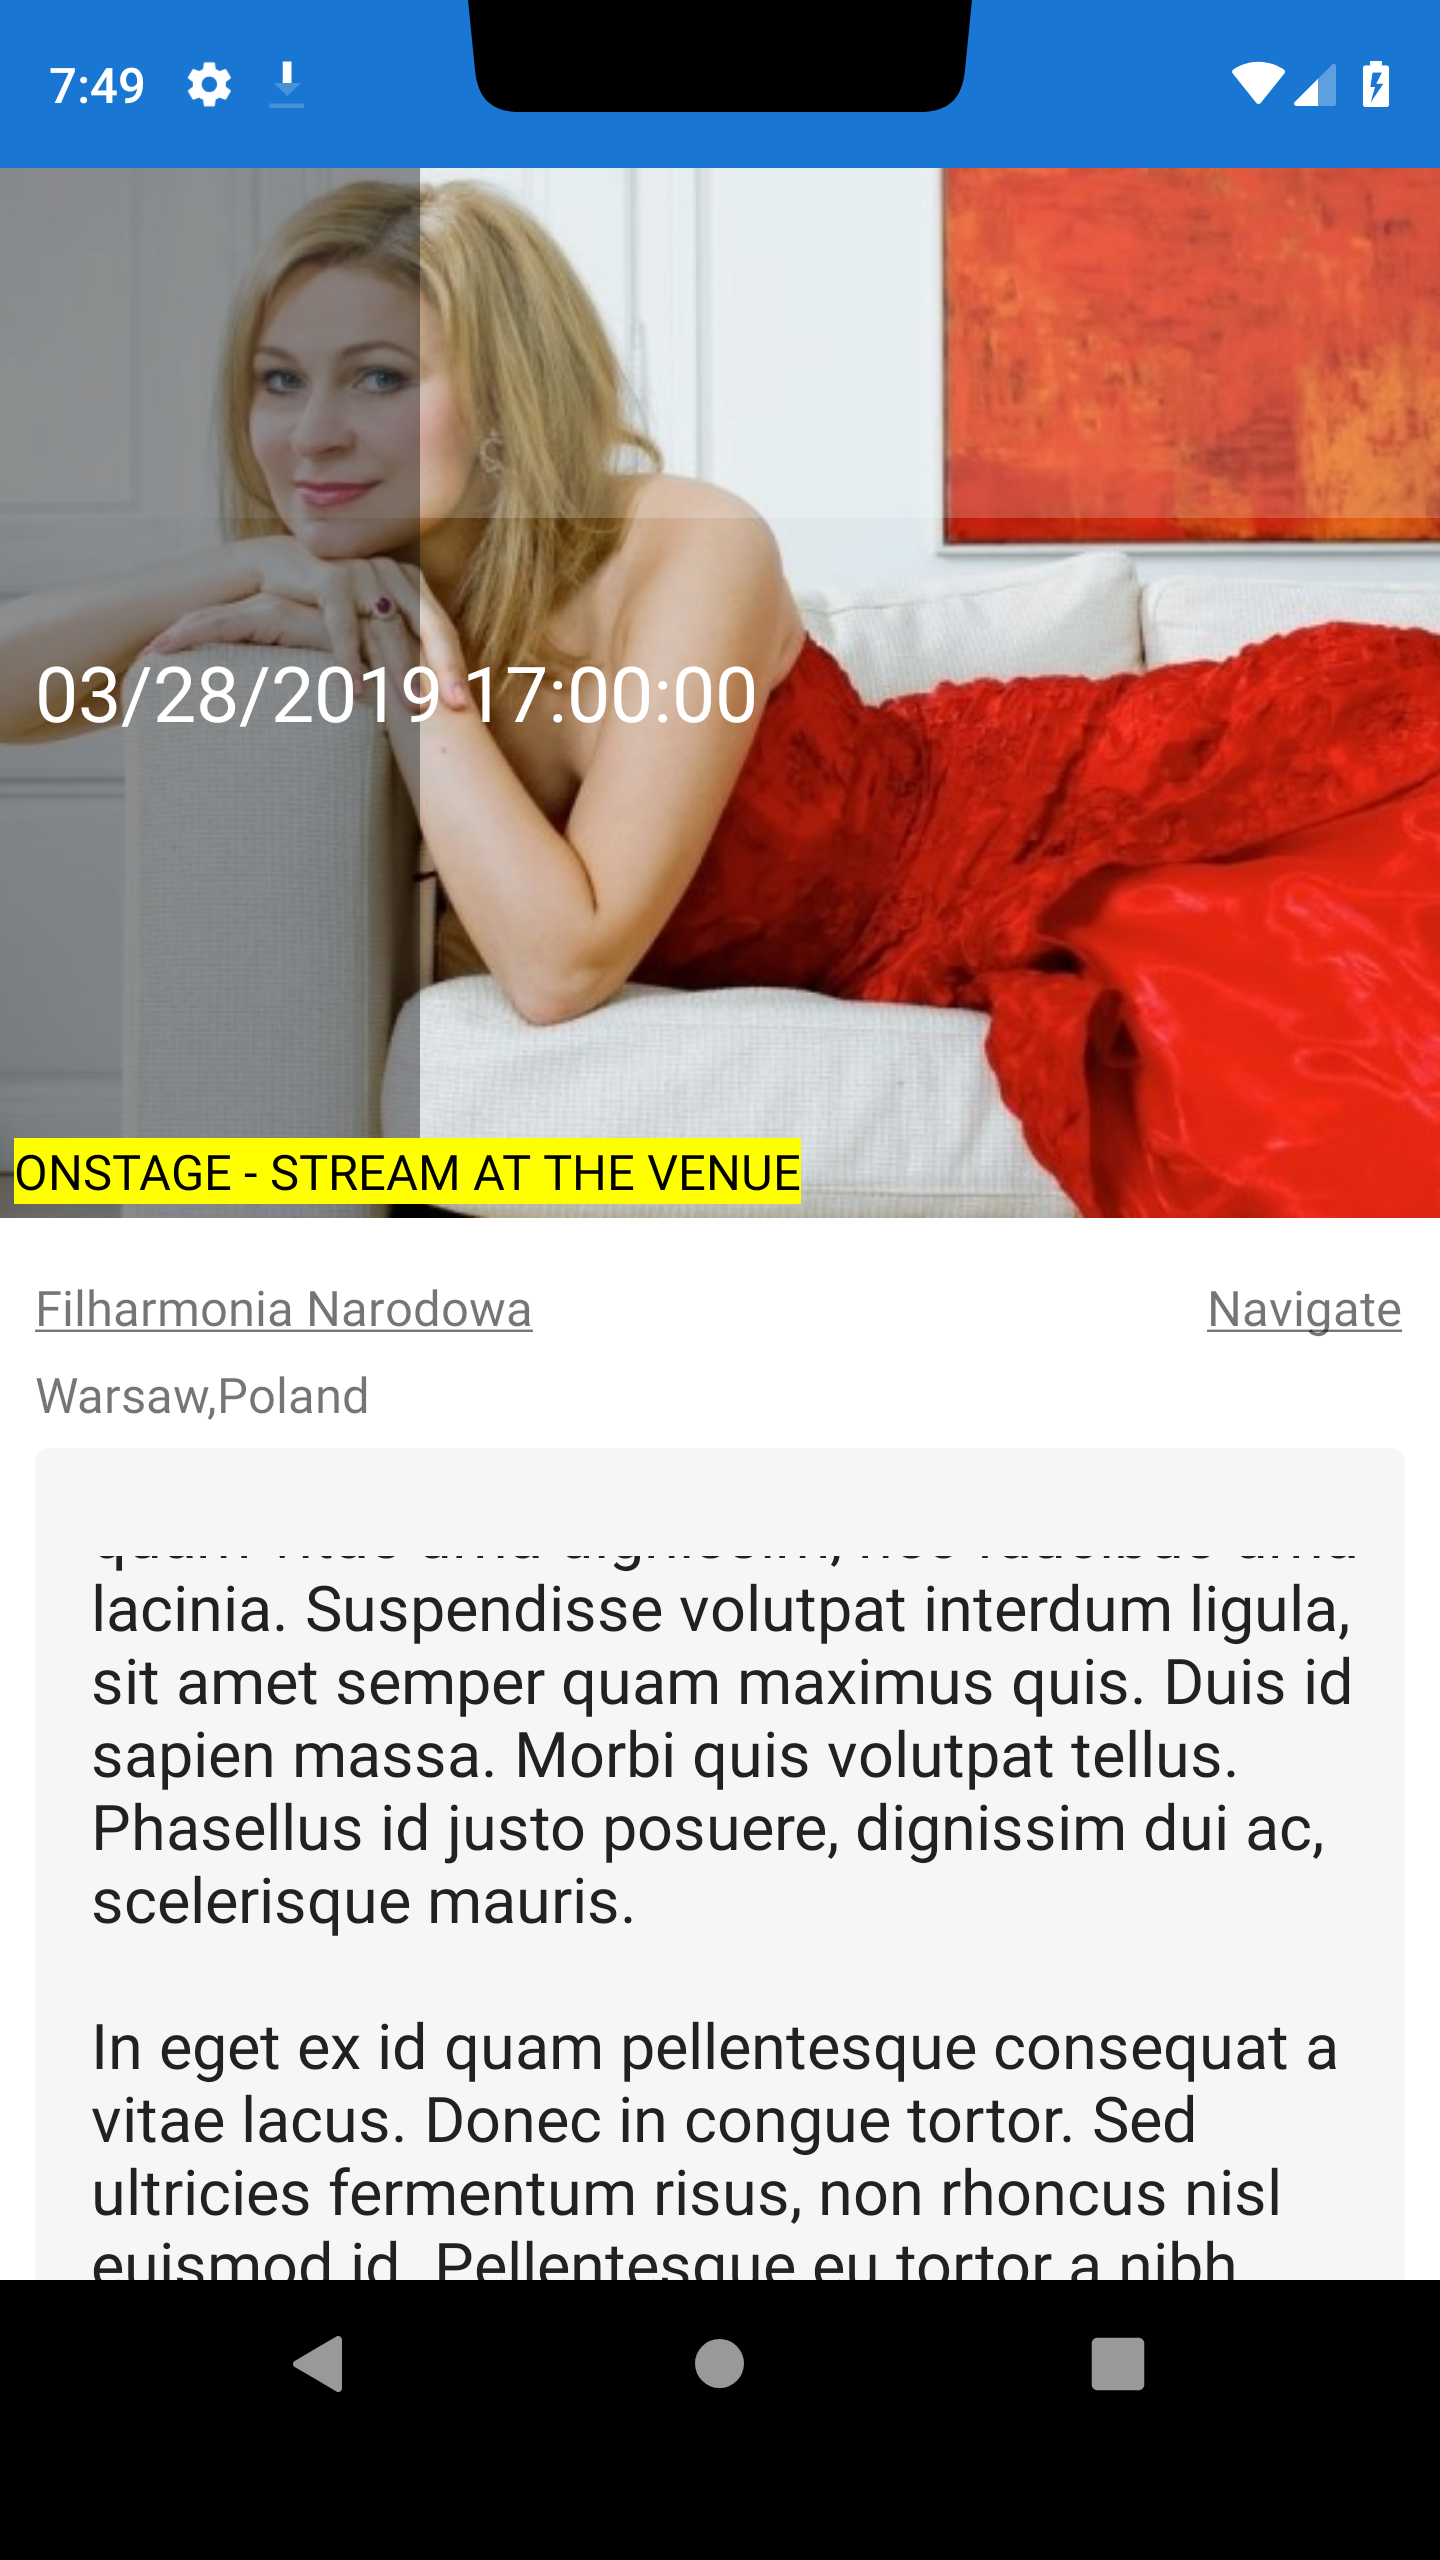 7:49
03/28/2019 17:00:00
ONSTAGE - STREAM AT THE VENUE
Filharmonia Narodowa
Navigate
Warsaw,Poland
lacinia. Suspendisse volutpat interdum ligula,
sit amet semper quam maximus quis. Duis id
sapien massa. Morbi quis volutpat tellus.
Phasellus id justo posuere, dignissim dui ac,
scelerisque mauris.
In eget ex id quam pellentesque consequat a
vitae lacus. Donec in congue tortor. Sed
ultricies fermentum risus, non rhoncus nisl
euismod id. Pellentesque eu tortor a nibh